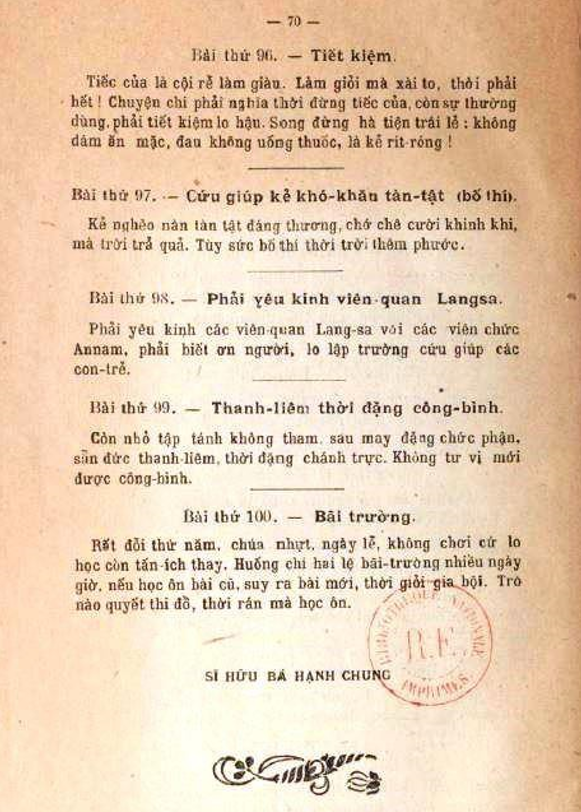 — 70 —
Bài thứ 96. — Tiết kiệm.
Tiếc của là cội rễ làm giàu. Làm giỏi mà xài to, thời phải
hết ! Chuyện chi phải nghĩa thời đừng tiếc của, còn sự thường
dùng, phải tiết kiệm lo hậu. Song đừng hà tiện trái lẻ : không
dám ăn mặc, đau không uống thuốc, là kẻ rít-róng !
Bài thứ 97. — Cứu giúp kẻ khó-khăn tàn-tật (bố thí).
Kẻ nghèo nàn tàn tật đáng thương, chớ chê cười khinh khi,
mà trời trả quả. Tùy sức bố thí thời trời thêm phước.
Bài thứ 98. — Phải yêu kinh viên-quan Langsa.
Phải yêu kinh các viên-quan Lang-sa với các viên chức
Annam, phải biết ơn người, lo lập trường cứu giúp các
con-trẻ.
Bài thứ 99. — Thanh-liêm thời đặng công-bình.
Còn nhỏ tập tánh không tham, sau may đặng chức phận,
sẵn đức thanh-liêm, thời đặng chánh trực. Không tư vị mới
được công-bình.
Bài thứ 100. — Bãi trường.
Rất đỗi thứ năm, chúa nhựt, ngày lễ, không chơi cứ lo
học còn tấn-ích thay. Huống chi hai lệ bãi-trường nhiều ngày
giờ, nếu học ôn bài cũ, suy ra bài mới, thời giỏi gia bội. Trò
nào quyết thi đỗ, thời rán mà học ôn.
SĨ HỮU BÁ HẠNH CHUNG
BIBLIOTHÈQUE NATIONALE
R.F.
IMPRIMÉS